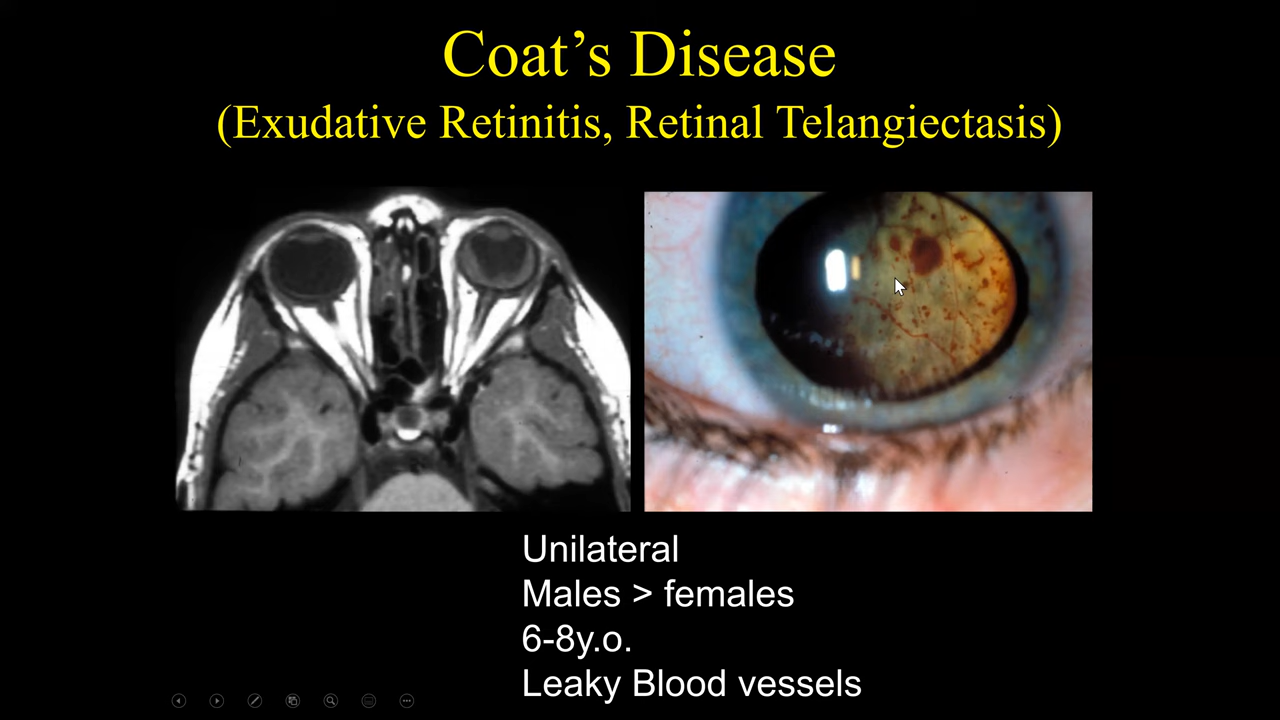 Coat’s Disease
(Exudative Retinitis, Retinal Telangiectasis)
Unilateral
Males > females
6-8y.o.
Leaky Blood vessels